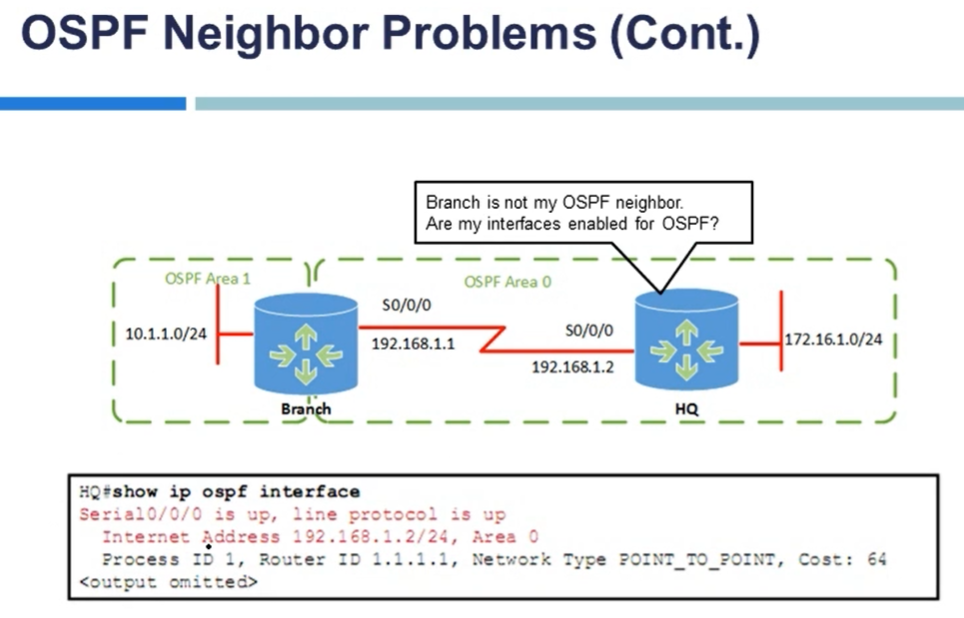 OSPF Neighbor Problems (Cont.)
Branch is not my OSPF neighbor.
Are my interfaces enabled for OSPF?
OSPF Area 1
OSPF Area 0
S0/0/0
10.1.1.0/24
192.168.1.1
S0/0/0
192.168.1.2
172.16.1.0/24
Branch
HQ
HQ#show ip ospf interface
Serial0/0/0 is up, line protocol is up
Internet Address 192.168.1.2/24, Area 0
Process ID 1, Router ID 1.1.1.1, Network Type POINT_TO_POINT, Cost: 64
<output omitted>